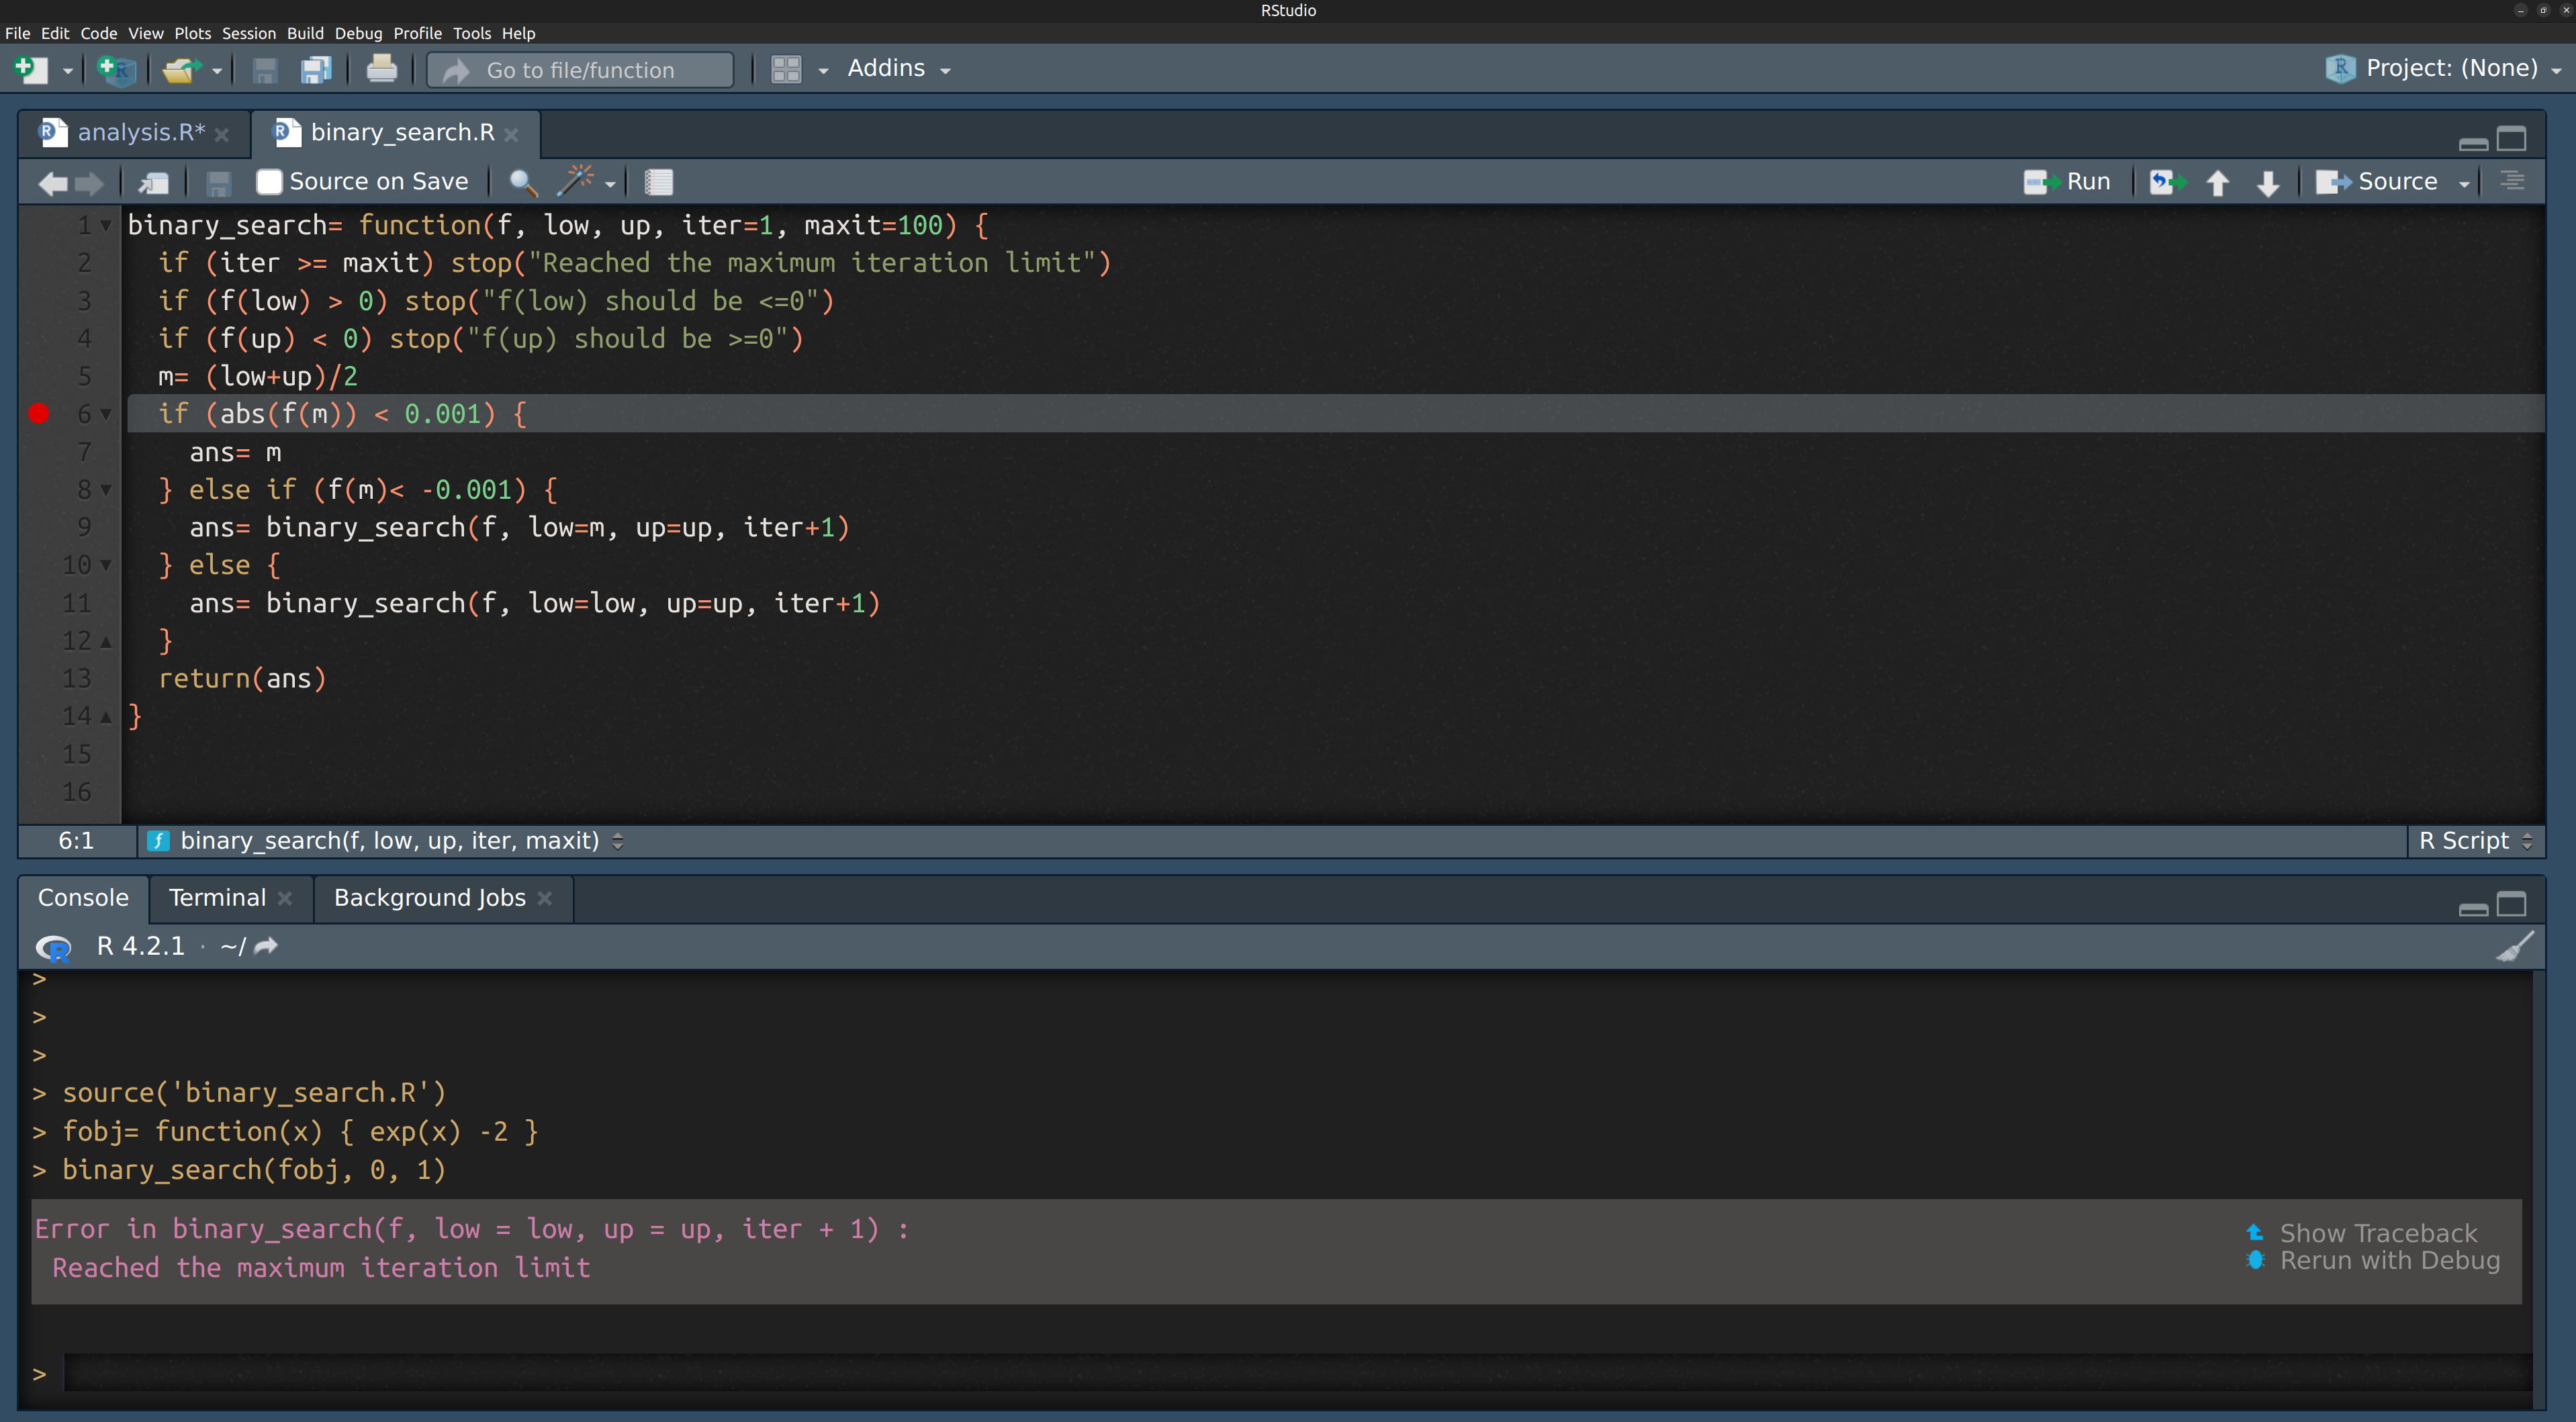 RStudio
File Edit Code View Plots Session Build Debug Profile Tools Help
Go to file/function Addins Project: (None)
analysis.R* binary_search.R
Source on Save Run Source
1 binary_search= function(f, low, up, iter=1, maxit=100) {
2 if (iter >= maxit) stop("Reached the maximum iteration limit")
3 if (f(low) > 0) stop("f(low) should be <=0")
4 if (f(up) < 0) stop("f(up) should be >=0")
5 m= (low+up)/2
6 if (abs(f(m)) < 0.001) {
7 ans= m
8 } else if (f(m)< -0.001) {
9 ans= binary_search(f, low=m, up=up, iter+1)
10 } else {
11 ans= binary_search(f, low=low, up=up, iter+1)
12 }
13 return(ans)
14 }
15
16
6:1 binary_search(f, low, up, iter, maxit) R Script
Console Terminal Background Jobs
R 4.2.1 · ~/
>
>
>
> source('binary_search.R')
> fobj= function(x) { exp(x) -2 }
> binary_search(fobj, 0, 1)
Error in binary_search(f, low = low, up = up, iter + 1) :
Reached the maximum iteration limit
Show Traceback
Rerun with Debug
>